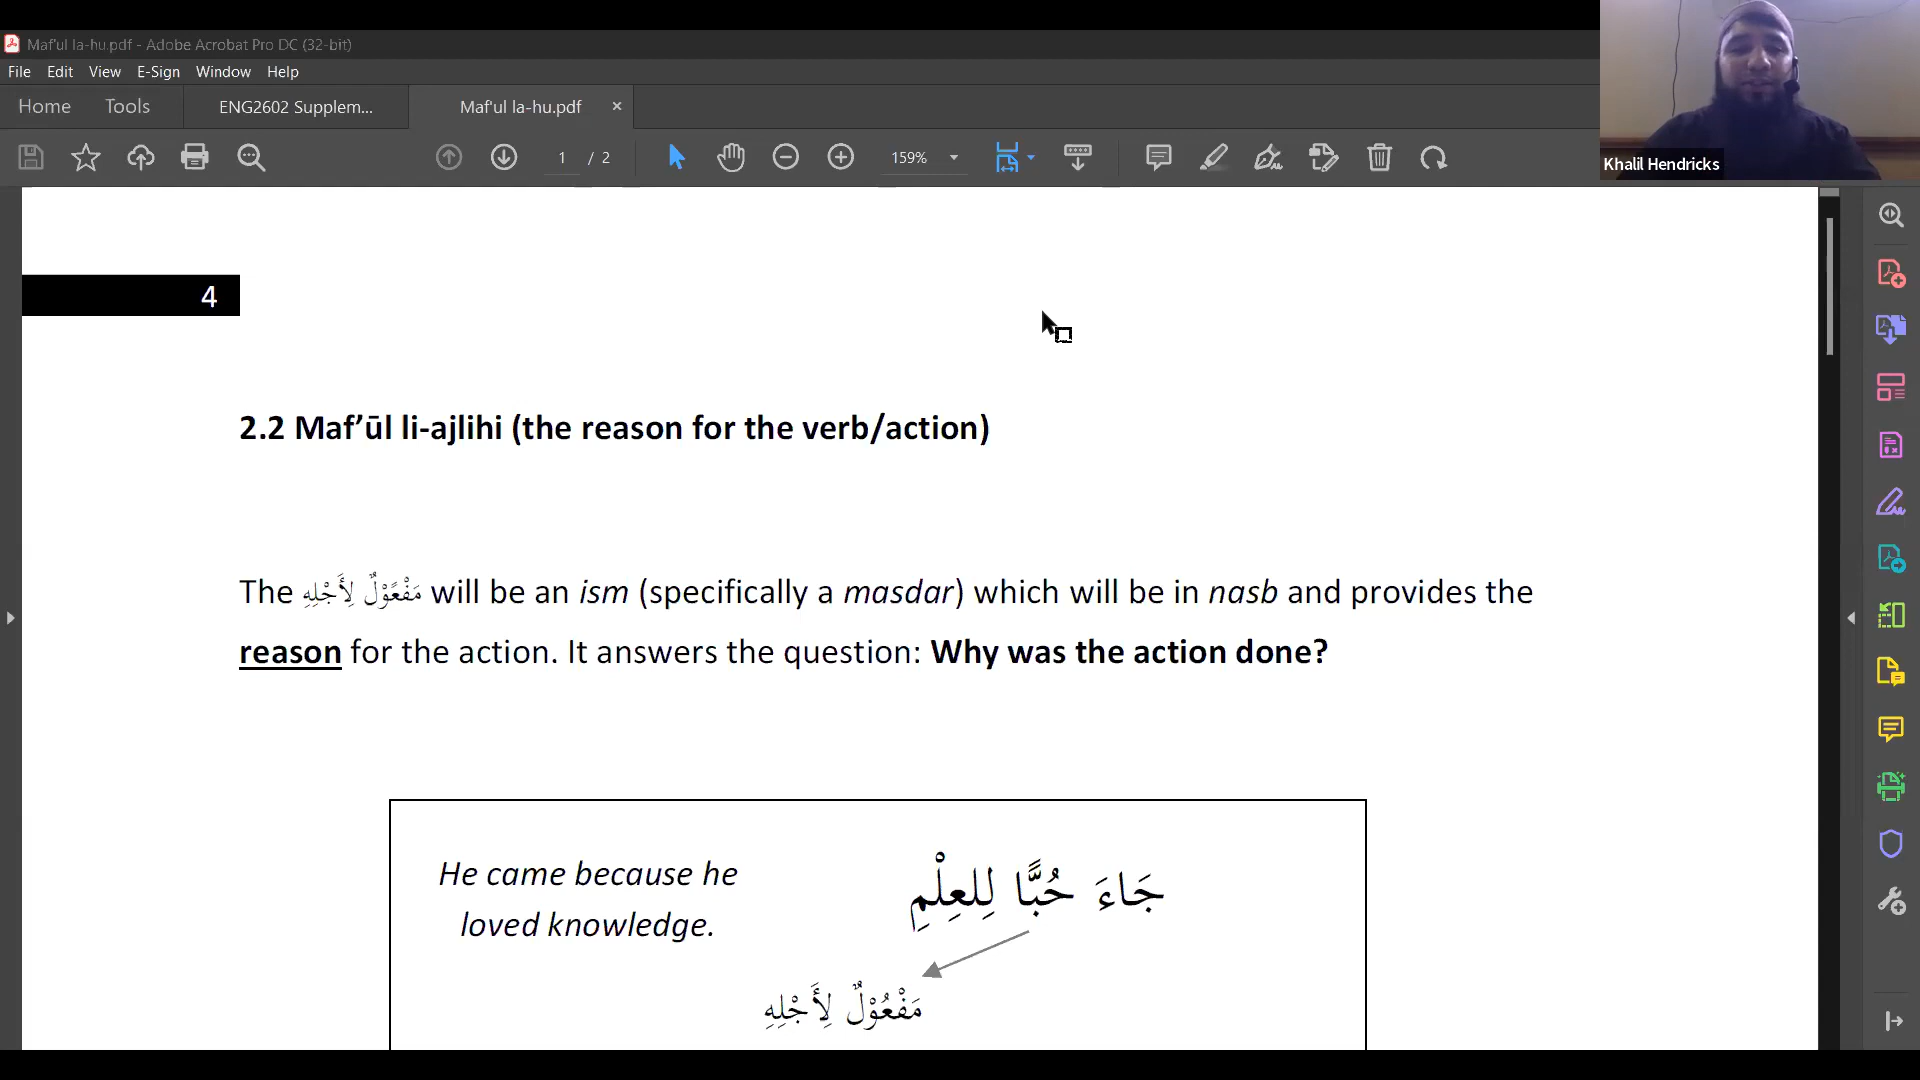 Maf'ul la-hu.pdf - Adobe Acrobat Pro DC (32-bit)
File Edit View E-Sign Window Help
Home Tools ENG2602 Supplem... Maf'ul la-hu.pdf ×
1 / 2 159%
Khalil Hendricks
4
2.2 Maf’ūl li-ajlihi (the reason for the verb/action)
The مَفْعُوْلٌ لِأَجْلِهِ will be an ism (specifically a masdar) which will be in nasb and provides the
reason for the action. It answers the question: Why was the action done?
He came because he
loved knowledge.
جَاءَ حُبًّا لِلعِلْمِ
مَفْعُوْلٌ لِأَجْلِهِ